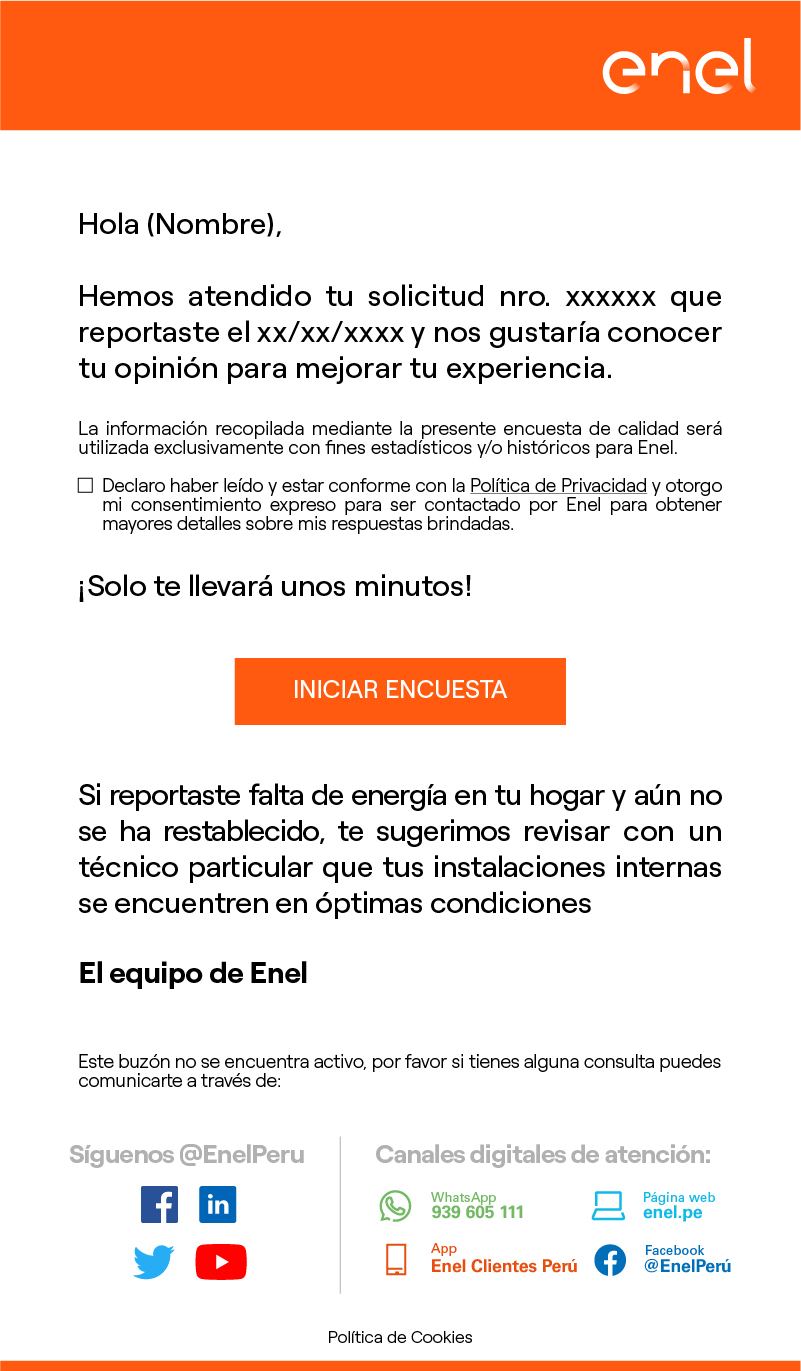 enel
Hola (Nombre),
Hemos atendido tu solicitud nro. xxxxxx que
reportaste el xx/xx/xxxx y nos gustaría conocer
tu opinión para mejorar tu experiencia.
La información recopilada mediante la presente encuesta de calidad será
utilizada exclusivamente con fines estadísticos y/o históricos para Enel.
Declaro haber leído y estar conforme con la Política de Privacidad y otorgo
mi consentimiento expreso para ser contactado por Enel para obtener
mayores detalles sobre mis respuestas brindadas.
¡Solo te llevará unos minutos!
INICIAR ENCUESTA
Si reportaste falta de energía en tu hogar y aún no
se ha restablecido, te sugerimos revisar con un
técnico particular que tus instalaciones internas
se encuentren en óptimas condiciones
El equipo de Enel
Este buzón no se encuentra activo, por favor si tienes alguna consulta puedes
comunicarte a través de:
Síguenos @EnelPeru
Canales digitales de atención:
WhatsApp
939 605 111
Página web
enel.pe
App
Enel Clientes Perú
Facebook
@EnelPerú
Política de Cookies